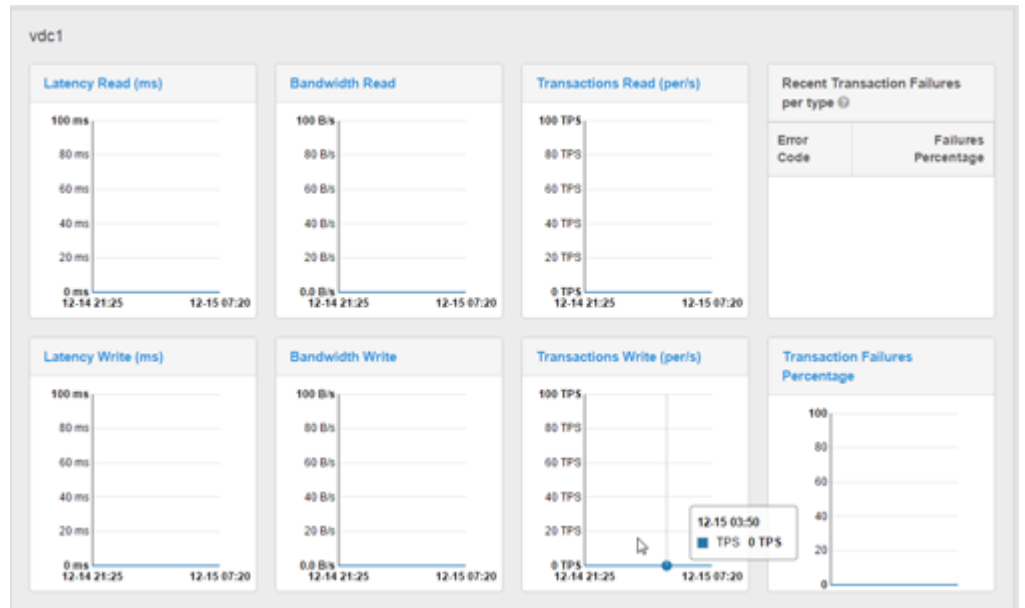 vdc1
Latency Read (ms)
100 ms
80 ms
60 ms
40 ms
20 ms
0 ms
12-14 21:25 12-15 07:20
Bandwidth Read
100 B/s
80 B/s
60 B/s
40 B/s
20 B/s
0.0 B/s
12-14 21:25 12-15 07:20
Transactions Read (per/s)
100 TPS
80 TPS
60 TPS
40 TPS
20 TPS
0 TPS
12-14 21:25 12-15 07:20
Recent Transaction Failures
per type
Error Failures
Code Percentage
Latency Write (ms)
100 ms
80 ms
60 ms
40 ms
20 ms
0 ms
12-14 21:25 12-15 07:20
Bandwidth Write
100 B/s
80 B/s
60 B/s
40 B/s
20 B/s
0.0 B/s
12-14 21:25 12-15 07:20
Transactions Write (per/s)
100 TPS
80 TPS
60 TPS
40 TPS
20 TPS
0 TPS
12-14 21:25 12-15 07:20
12-15 03:50
TPS 0 TPS
Transaction Failures
Percentage
100
80
60
40
20
0